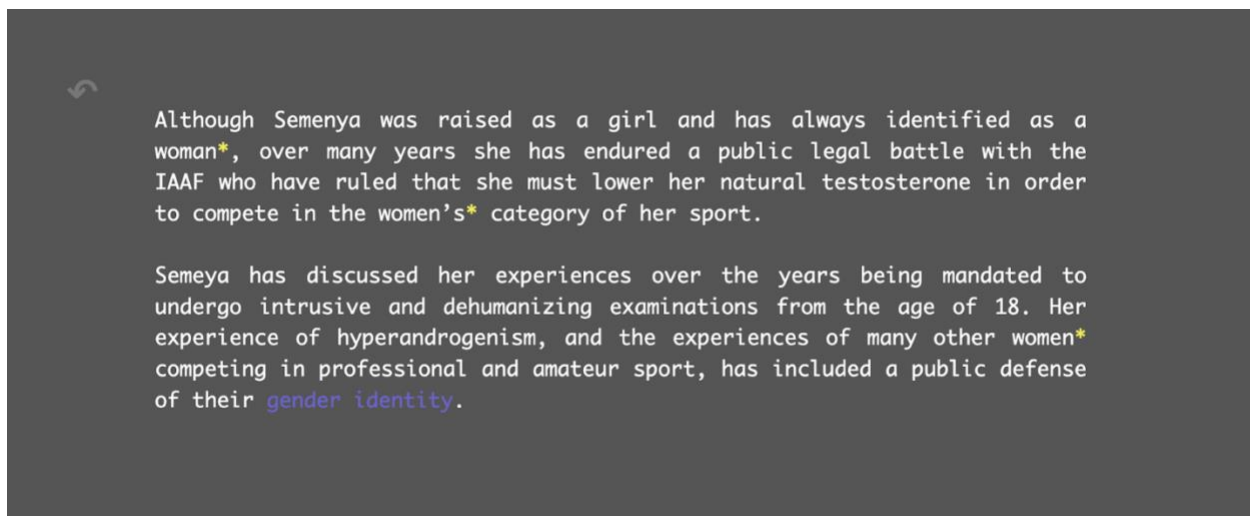 Although Semenya was raised as a girl and has always identified as a
woman*, over many years she has endured a public legal battle with the
IAAF who have ruled that she must lower her natural testosterone in order
to compete in the women’s* category of her sport.
Semeya has discussed her experiences over the years being mandated to
undergo intrusive and dehumanizing examinations from the age of 18. Her
experience of hyperandrogenism, and the experiences of many other women*
competing in professional and amateur sport, has included a public defense
of their gender identity.